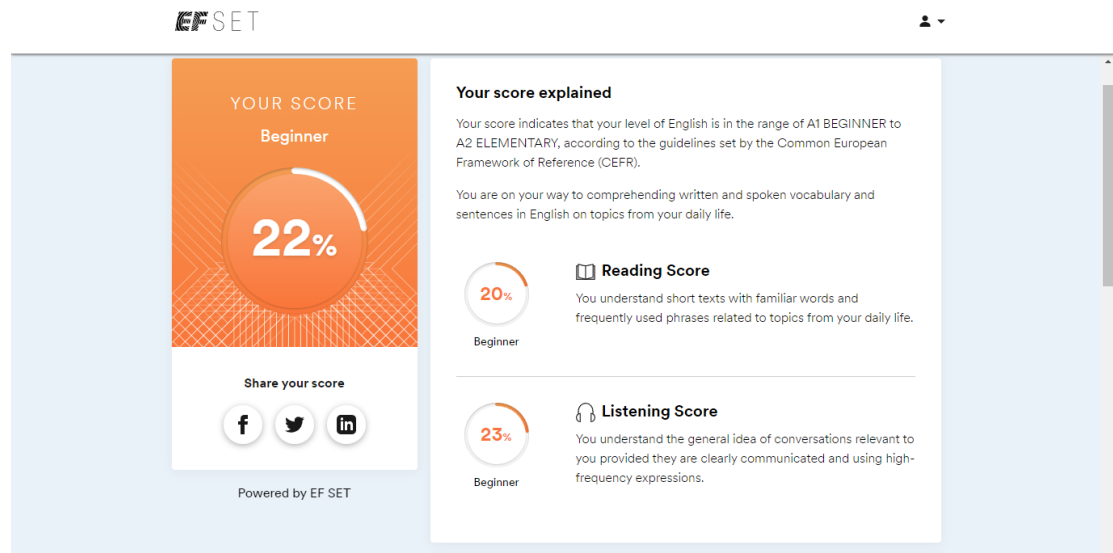 EFSET
YOUR SCORE
Beginner
22%
Share your score
Powered by EF SET
Your score explained
Your score indicates that your level of English is in the range of A1 BEGINNER to
A2 ELEMENTARY, according to the guidelines set by the Common European
Framework of Reference (CEFR).
You are on your way to comprehending written and spoken vocabulary and
sentences in English on topics from your daily life.
20%
Beginner
Reading Score
You understand short texts with familiar words and
frequently used phrases related to topics from your daily life.
23%
Beginner
Listening Score
You understand the general idea of conversations relevant to
you provided they are clearly communicated and using high-
frequency expressions.